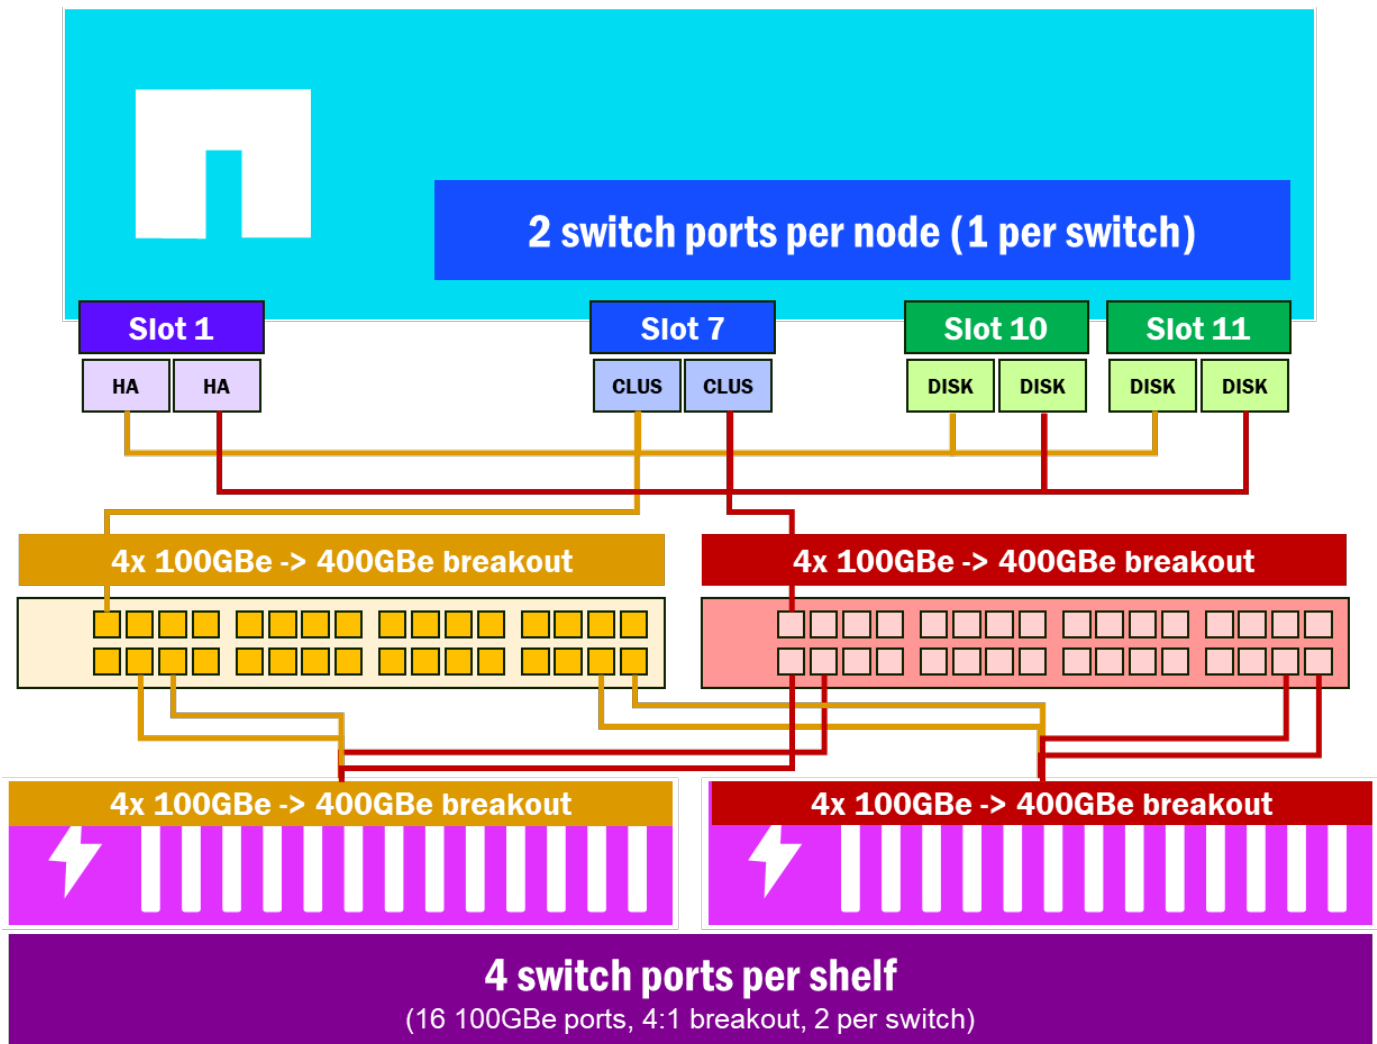 2 switch ports per node (1 per switch)
Slot 1
Slot 7
Slot 10
Slot 11
HA
HA
CLUS
CLUS
DISK
DISK
DISK
DISK
4x 100GBe -> 400GBe breakout
4x 100GBe -> 400GBe breakout
4x 100GBe -> 400GBe breakout
4x 100GBe -> 400GBe breakout
4 switch ports per shelf
(16 100GBe ports, 4:1 breakout, 2 per switch)